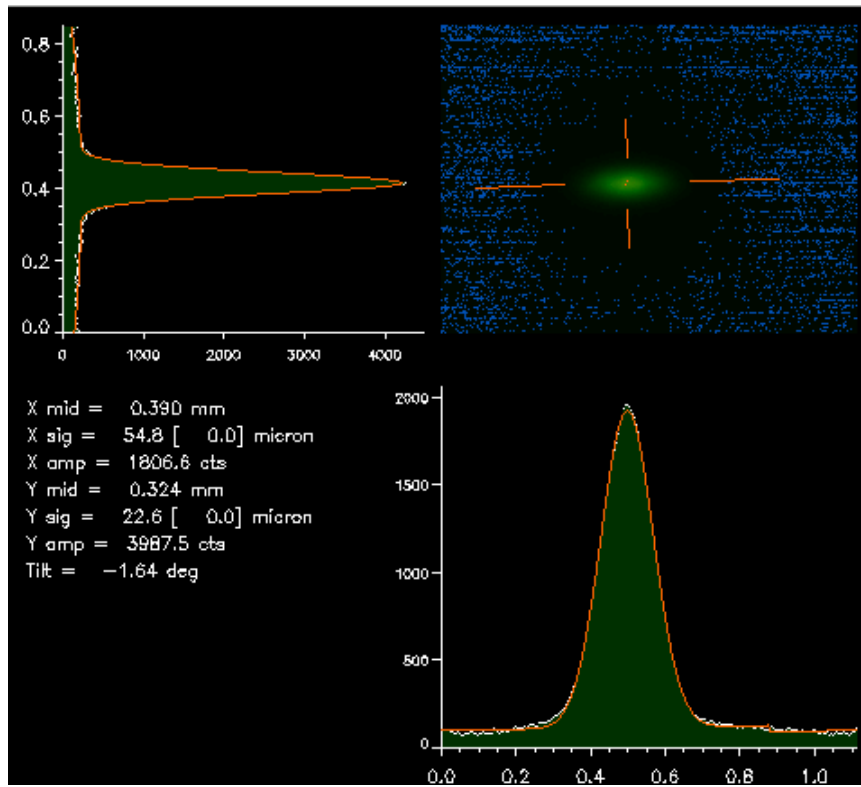 0.8
0.6
0.4
0.2
0.0
0 1000 2000 3000 4000
X mid = 0.390 mm
X sig = 54.8 [ 0.0] micron
X amp = 1806.6 cts
Y mid = 0.324 mm
Y sig = 22.6 [ 0.0] micron
Y amp = 3987.5 cts
Tilt = −1.64 deg
2000
1500
1000
500
0
0.0 0.2 0.4 0.6 0.8 1.0